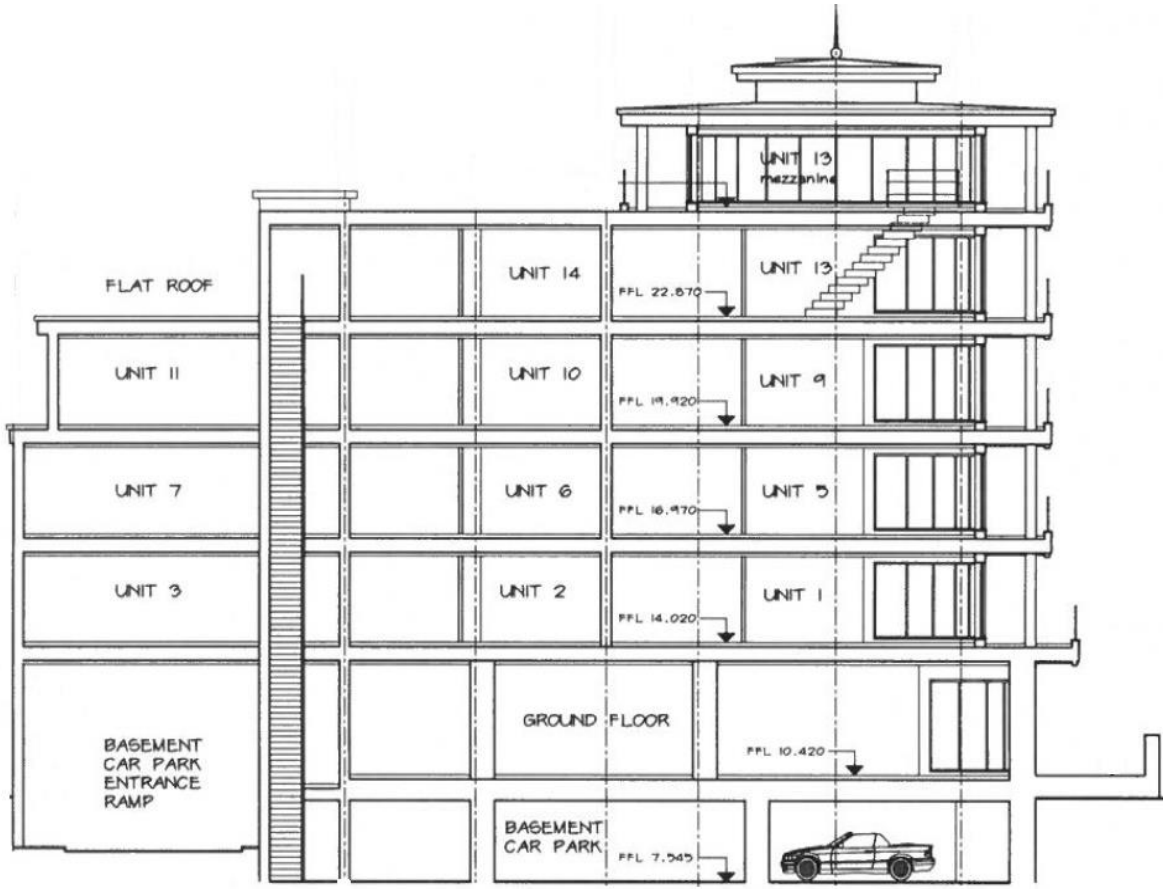 UNIT 13
mezzanine
FLAT ROOF
UNIT 14
FFL 22.870
UNIT 13
UNIT 11
UNIT 10
FFL 19.920
UNIT 9
UNIT 7
UNIT 6
FFL 16.970
UNIT 5
UNIT 3
UNIT 2
FFL 14.020
UNIT 1
GROUND FLOOR
FFL 10.420
BASEMENT
CAR PARK
ENTRANCE
RAMP
BASEMENT
CAR PARK
FFL 7.545